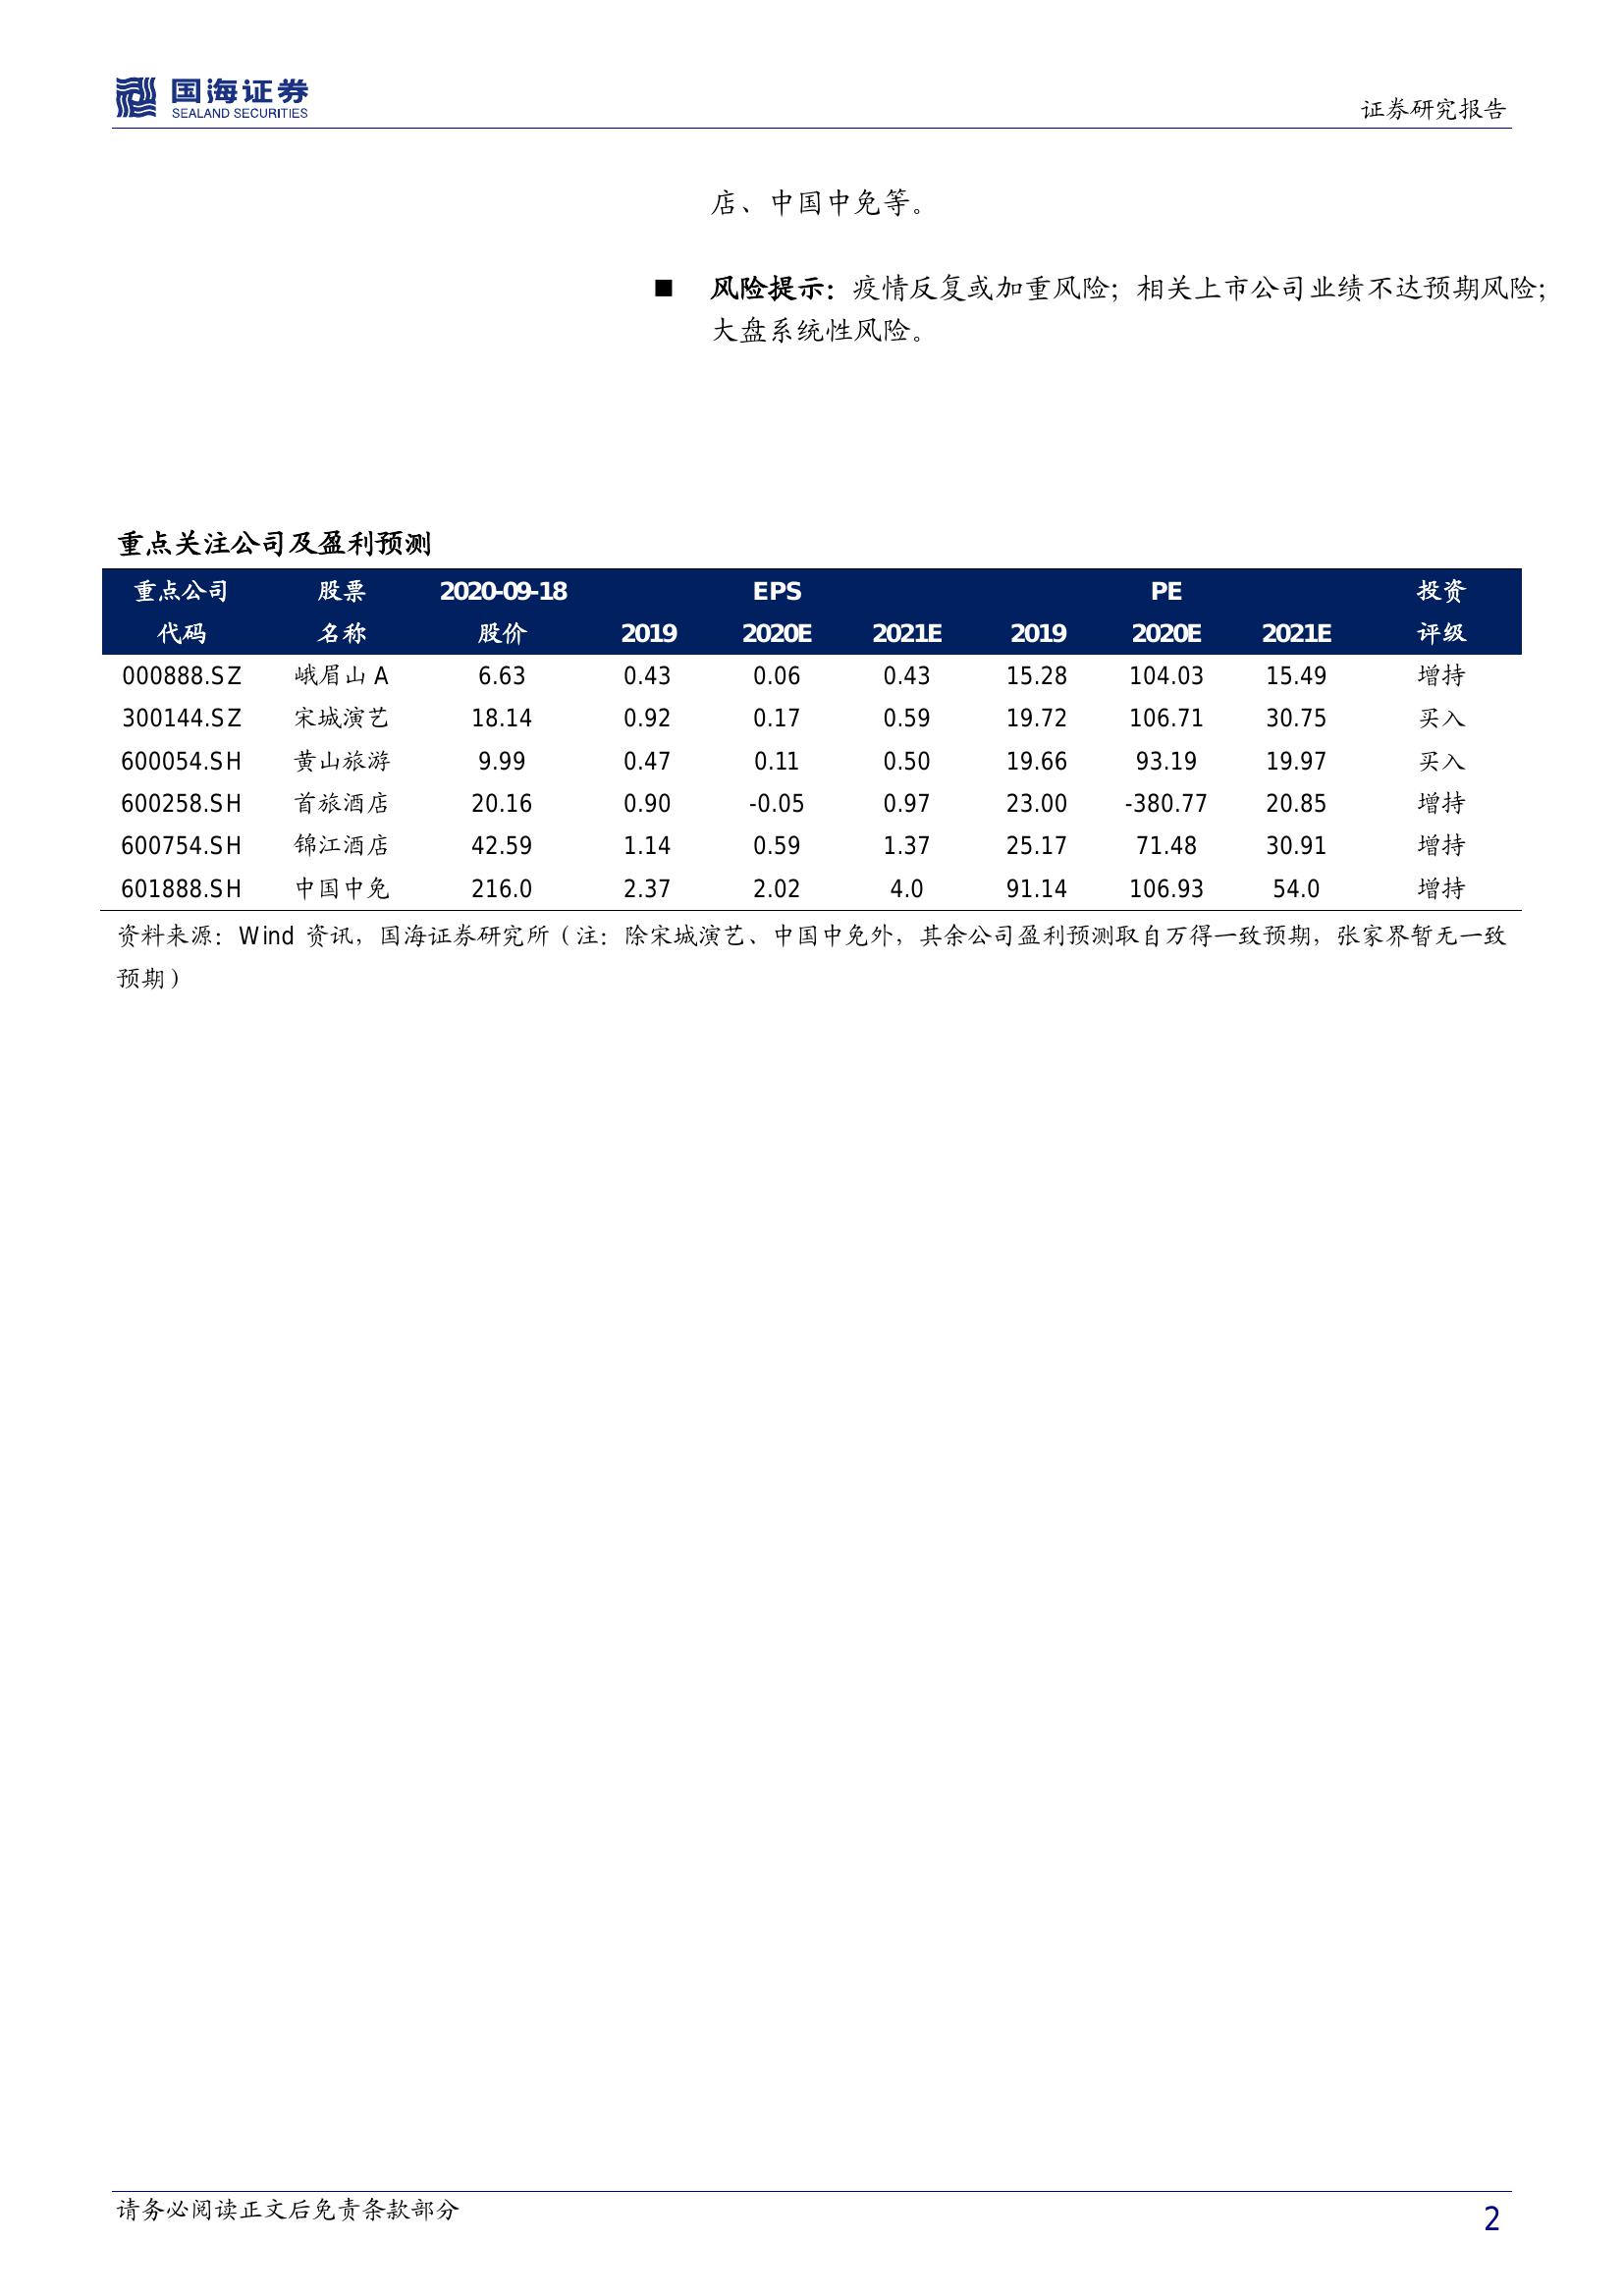 国海证券
SEALAND SECURITIES
证券研究报告
店、中国中免等。
■ 风险提示：疫情反复或加重风险；相关上市公司业绩不达预期风险；
大盘系统性风险。
重点关注公司及盈利预测
重点公司 股票 2020-09-18 EPS PE 投资
代码 名称 股价 2019 2020E 2021E 2019 2020E 2021E 评级
000888.SZ 峨眉山 A 6.63 0.43 0.06 0.43 15.28 104.03 15.49 增持
300144.SZ 宋城演艺 18.14 0.92 0.17 0.59 19.72 106.71 30.75 买入
600054.SH 黄山旅游 9.99 0.47 0.11 0.50 19.66 93.19 19.97 买入
600258.SH 首旅酒店 20.16 0.90 -0.05 0.97 23.00 -380.77 20.85 增持
600754.SH 锦江酒店 42.59 1.14 0.59 1.37 25.17 71.48 30.91 增持
601888.SH 中国中免 216.0 2.37 2.02 4.0 91.14 106.93 54.0 增持
资料来源：Wind 资讯，国海证券研究所（注：除宋城演艺、中国中免外，其余公司盈利预测取自万得一致预期，张家界暂无一致
预期）
请务必阅读正文后免责条款部分
2